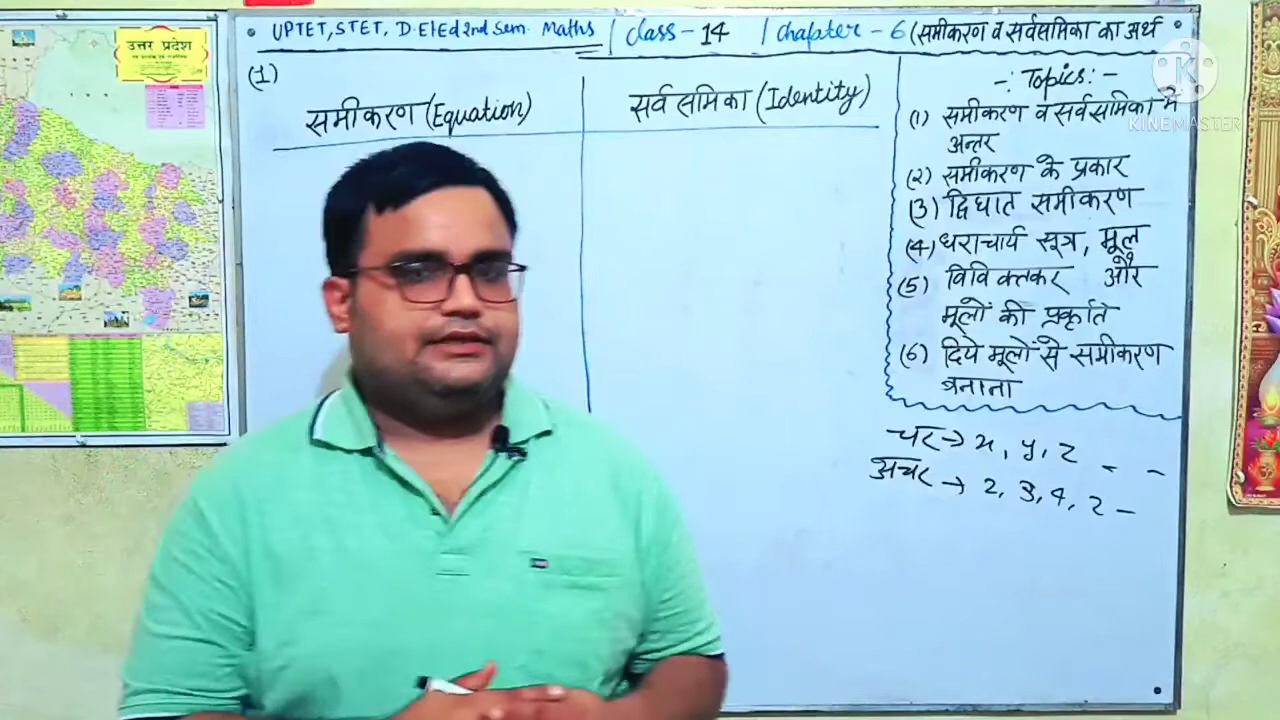 UPTET, STET, D.El.Ed 2nd Sem. Maths | Class-14 | Chapter-6 (समीकरण व सर्वसमिका का अर्थ
(1)
समीकरण (Equation)
सर्वसमिका (Identity)
-: Topics: -
(1) समीकरण व सर्वसमिका में
अन्तर
(2) समीकरण के प्रकार
(3) द्विघात समीकरण
(4) धराचार्य सूत्र, मूल
(5) विविक्तकर और
मूलों की प्रकृति
(6) दिये मूलों से समीकरण
बनाना
चर → x, y, z - -
अचर → 2, 3, 4, 2 -
उत्तर प्रदेश
K
KINEMASTER